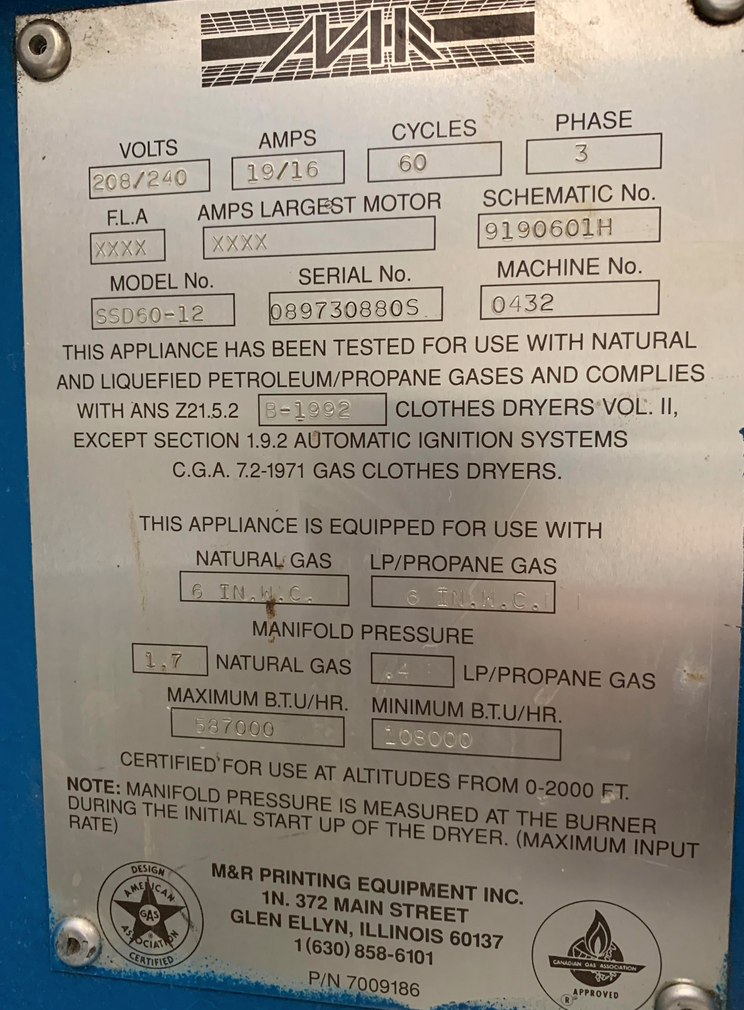 M&R
VOLTS AMPS CYCLES PHASE
208/240 19/16 60 3
F.L.A AMPS LARGEST MOTOR SCHEMATIC No.
XXXX XXXX 9190601H
MODEL No. SERIAL No. MACHINE No.
SSD60-12 089730880S 0432
THIS APPLIANCE HAS BEEN TESTED FOR USE WITH NATURAL
AND LIQUEFIED PETROLEUM/PROPANE GASES AND COMPLIES
WITH ANS Z21.5.2 B-1992 CLOTHES DRYERS VOL. II,
EXCEPT SECTION 1.9.2 AUTOMATIC IGNITION SYSTEMS
C.G.A. 7.2-1971 GAS CLOTHES DRYERS.
THIS APPLIANCE IS EQUIPPED FOR USE WITH
NATURAL GAS LP/PROPANE GAS
6 IN.W.C. 6 IN.W.C.
MANIFOLD PRESSURE
1.7 NATURAL GAS .4 LP/PROPANE GAS
MAXIMUM B.T.U/HR. MINIMUM B.T.U/HR.
587000 108000
CERTIFIED FOR USE AT ALTITUDES FROM 0-2000 FT.
NOTE: MANIFOLD PRESSURE IS MEASURED AT THE BURNER
DURING THE INITIAL START UP OF THE DRYER. (MAXIMUM INPUT
RATE)
DESIGN
AMERICAN
GAS
ASSOCIATION
®
CERTIFIED
M&R PRINTING EQUIPMENT INC.
1N. 372 MAIN STREET
GLEN ELLYN, ILLINOIS 60137
1(630) 858-6101
P/N 7009186
CANADIAN GAS ASSOCIATION
APPROVED
®